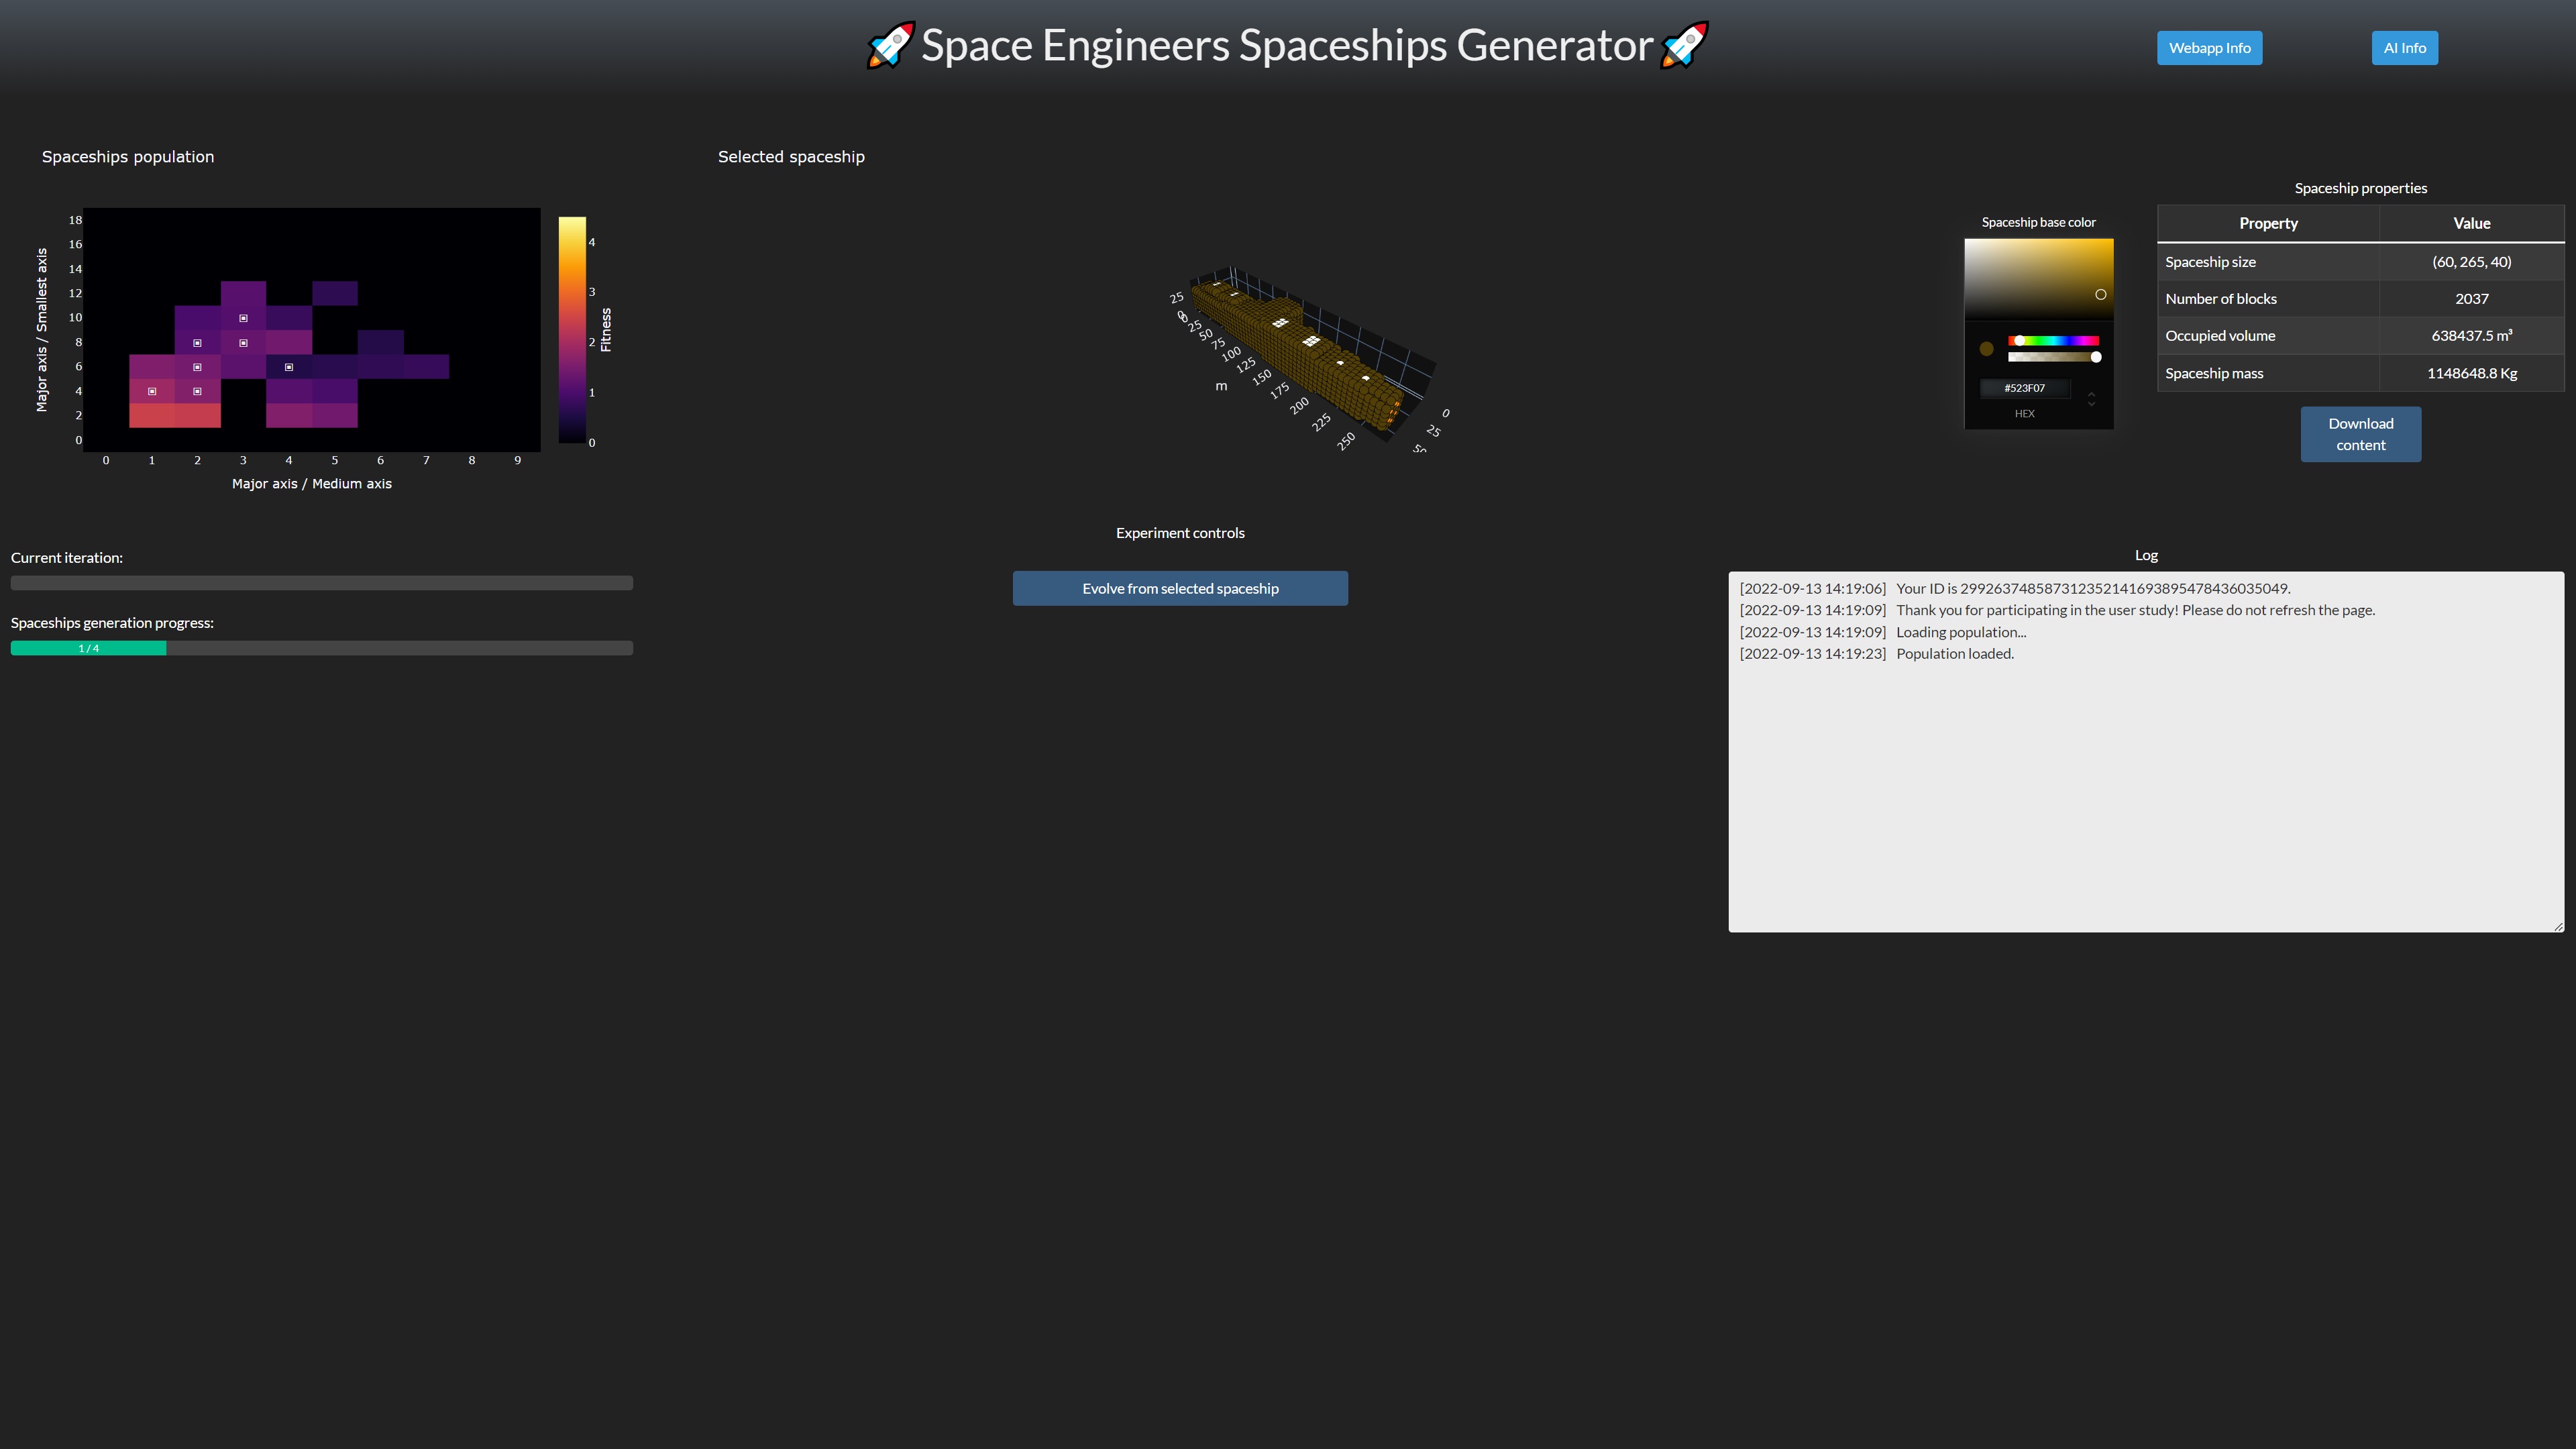 🚀Space Engineers Spaceships Generator🚀
Webapp Info
AI Info
Spaceships population
18
16
14
12
10
8
6
4
2
0
Major axis / Smallest axis
0 1 2 3 4 5 6 7 8 9
Major axis / Medium axis
4
3
2
1
0
Fitness
Selected spaceship
25
0
0
25
50
75
100
125
150
175
200
225
250
m
0
25
50
Spaceship base color
#523F07
HEX
Spaceship properties
Property Value
Spaceship size (60, 265, 40)
Number of blocks 2037
Occupied volume 638437.5 m³
Spaceship mass 1148648.8 Kg
Download
content
Current iteration:
Spaceships generation progress:
1 / 4
Experiment controls
Evolve from selected spaceship
Log
[2022-09-13 14:19:06] Your ID is 299263748587312352141693895478436035049.
[2022-09-13 14:19:09] Thank you for participating in the user study! Please do not refresh the page.
[2022-09-13 14:19:09] Loading population...
[2022-09-13 14:19:23] Population loaded.